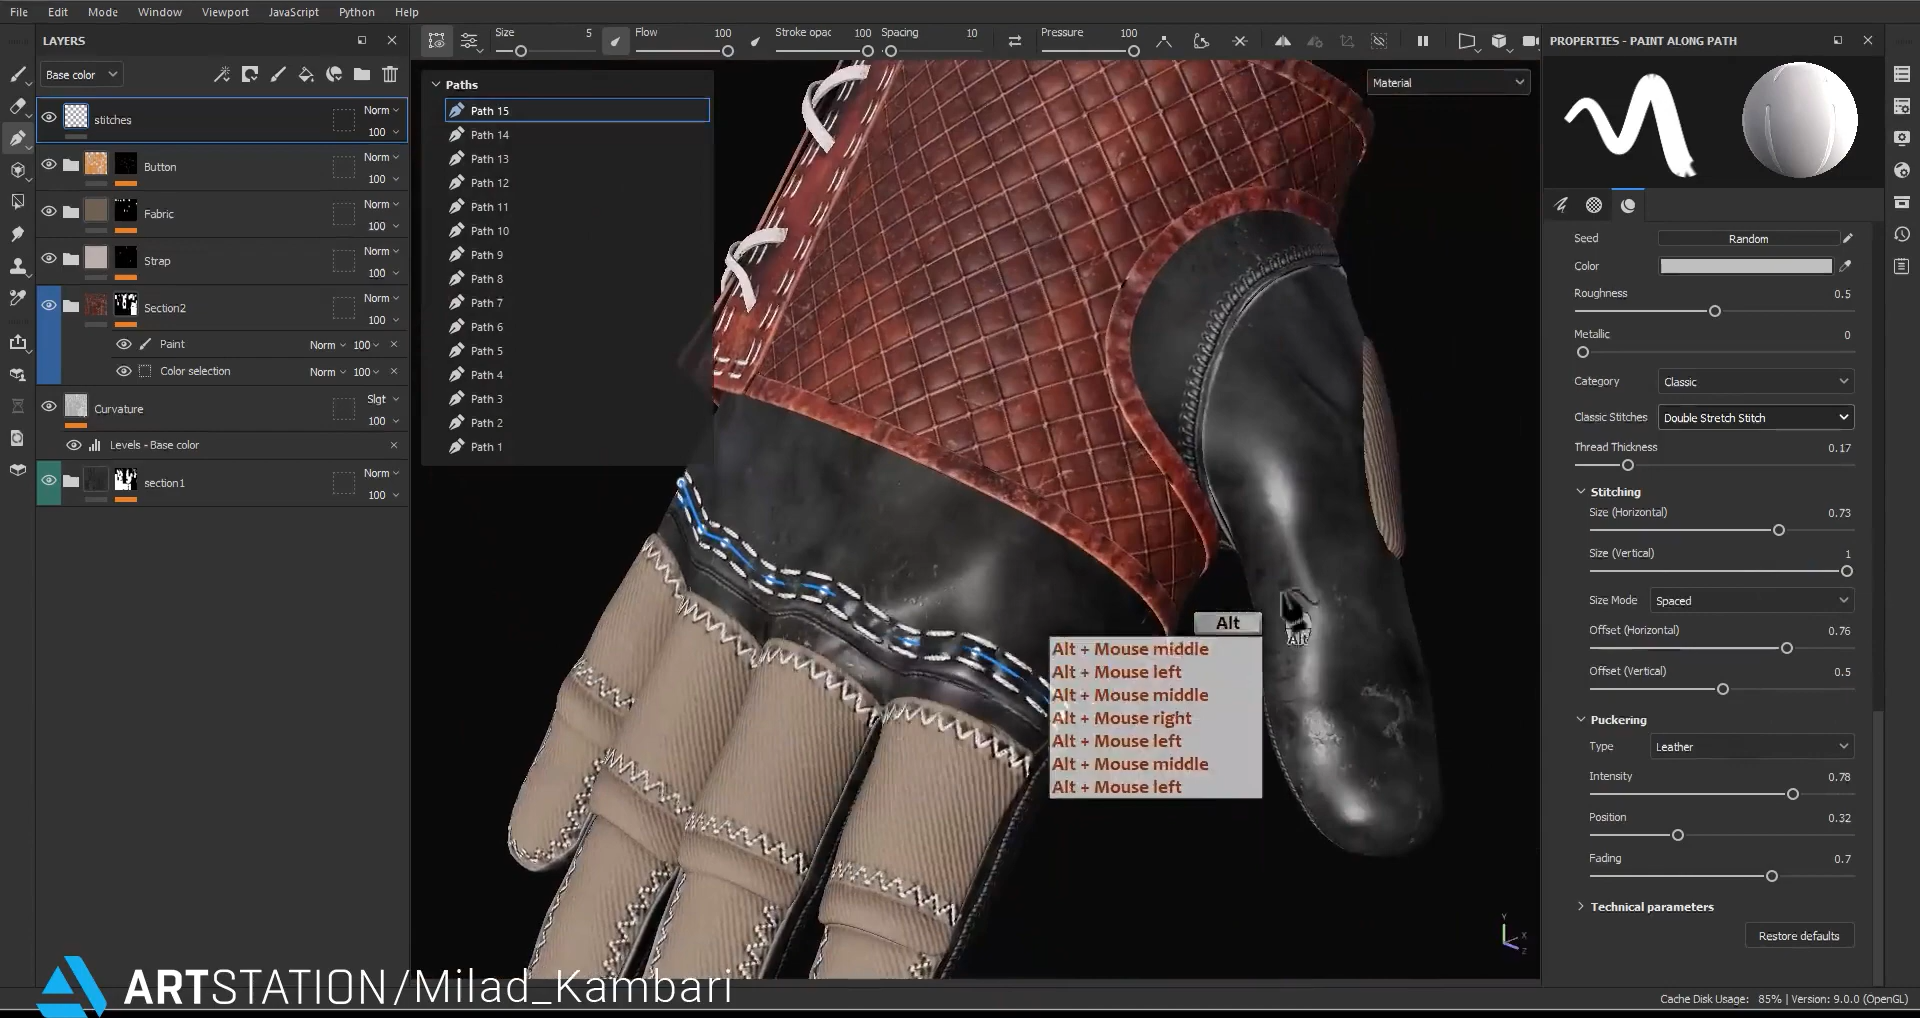 File Edit Mode Window Viewport JavaScript Python Help
LAYERS
Size 5 Flow 100 Stroke opac 100 Spacing 10 Pressure 100
PROPERTIES - PAINT ALONG PATH
Base color
Paths
Material
stitches Norm 100
Path 15
Path 14
Button Norm 100
Path 13
Path 12
Fabric Norm 100
Path 11
Path 10
Strap Norm 100
Path 9
Path 8
Section2 Norm 100
Path 7
Path 6
Paint Norm 100
Path 5
Color selection Norm 100
Path 4
Curvature Slgt 100
Path 3
Path 2
Levels - Base color
Path 1
section1 Norm 100
Seed Random
Color
Roughness 0.5
Metallic 0
Category Classic
Classic Stitches Double Stretch Stitch
Thread Thickness 0.17
Stitching
Size (Horizontal) 0.73
Size (Vertical) 1
Size Mode Spaced
Offset (Horizontal) 0.76
Offset (Vertical) 0.5
Puckering
Type Leather
Intensity 0.78
Position 0.32
Fading 0.7
Technical parameters
Restore defaults
Alt
Alt
Alt + Mouse middle
Alt + Mouse left
Alt + Mouse middle
Alt + Mouse right
Alt + Mouse left
Alt + Mouse middle
Alt + Mouse left
Y
X
Z
ARTSTATION/Milad_Kambari
Cache Disk Usage: 85% | Version: 9.0.0 (OpenGL)